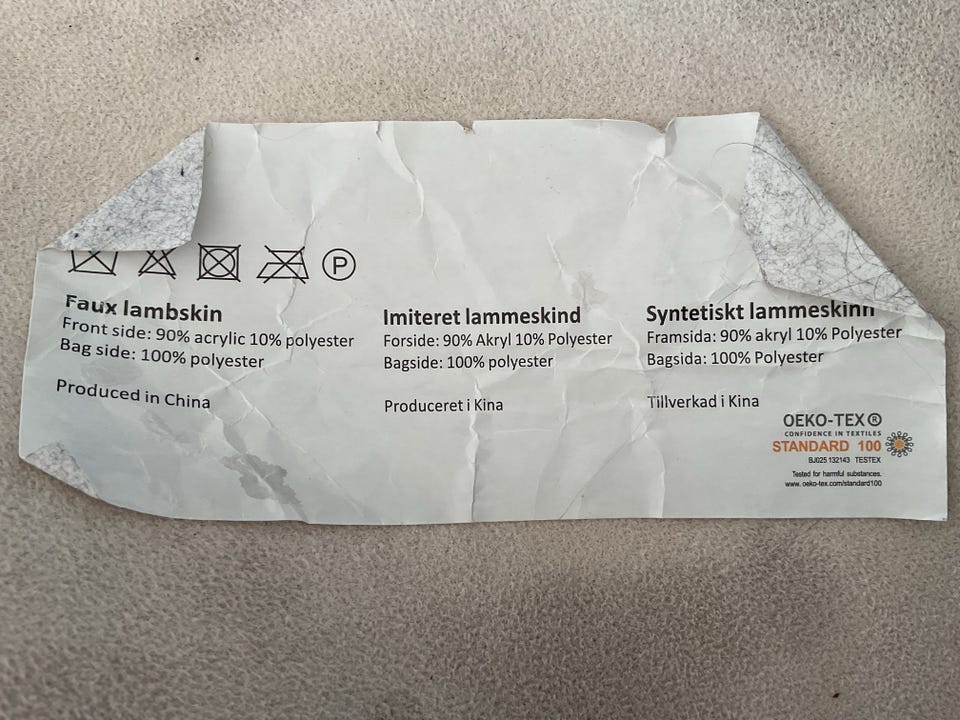 P
Faux lambskin
Front side: 90% acrylic 10% polyester
Bag side: 100% polyester
Produced in China
Imiteret lammeskind
Forside: 90% Akryl 10% Polyester
Bagside: 100% polyester
Produceret i Kina
Syntetiskt lammeskinn
Framsida: 90% akryl 10% Polyester
Bagsida: 100% Polyester
Tillverkad i Kina
OEKO-TEX®
CONFIDENCE IN TEXTILES
STANDARD 100
BJ025 132143 TESTEX
Tested for harmful substances.
www.oeko-tex.com/standard100